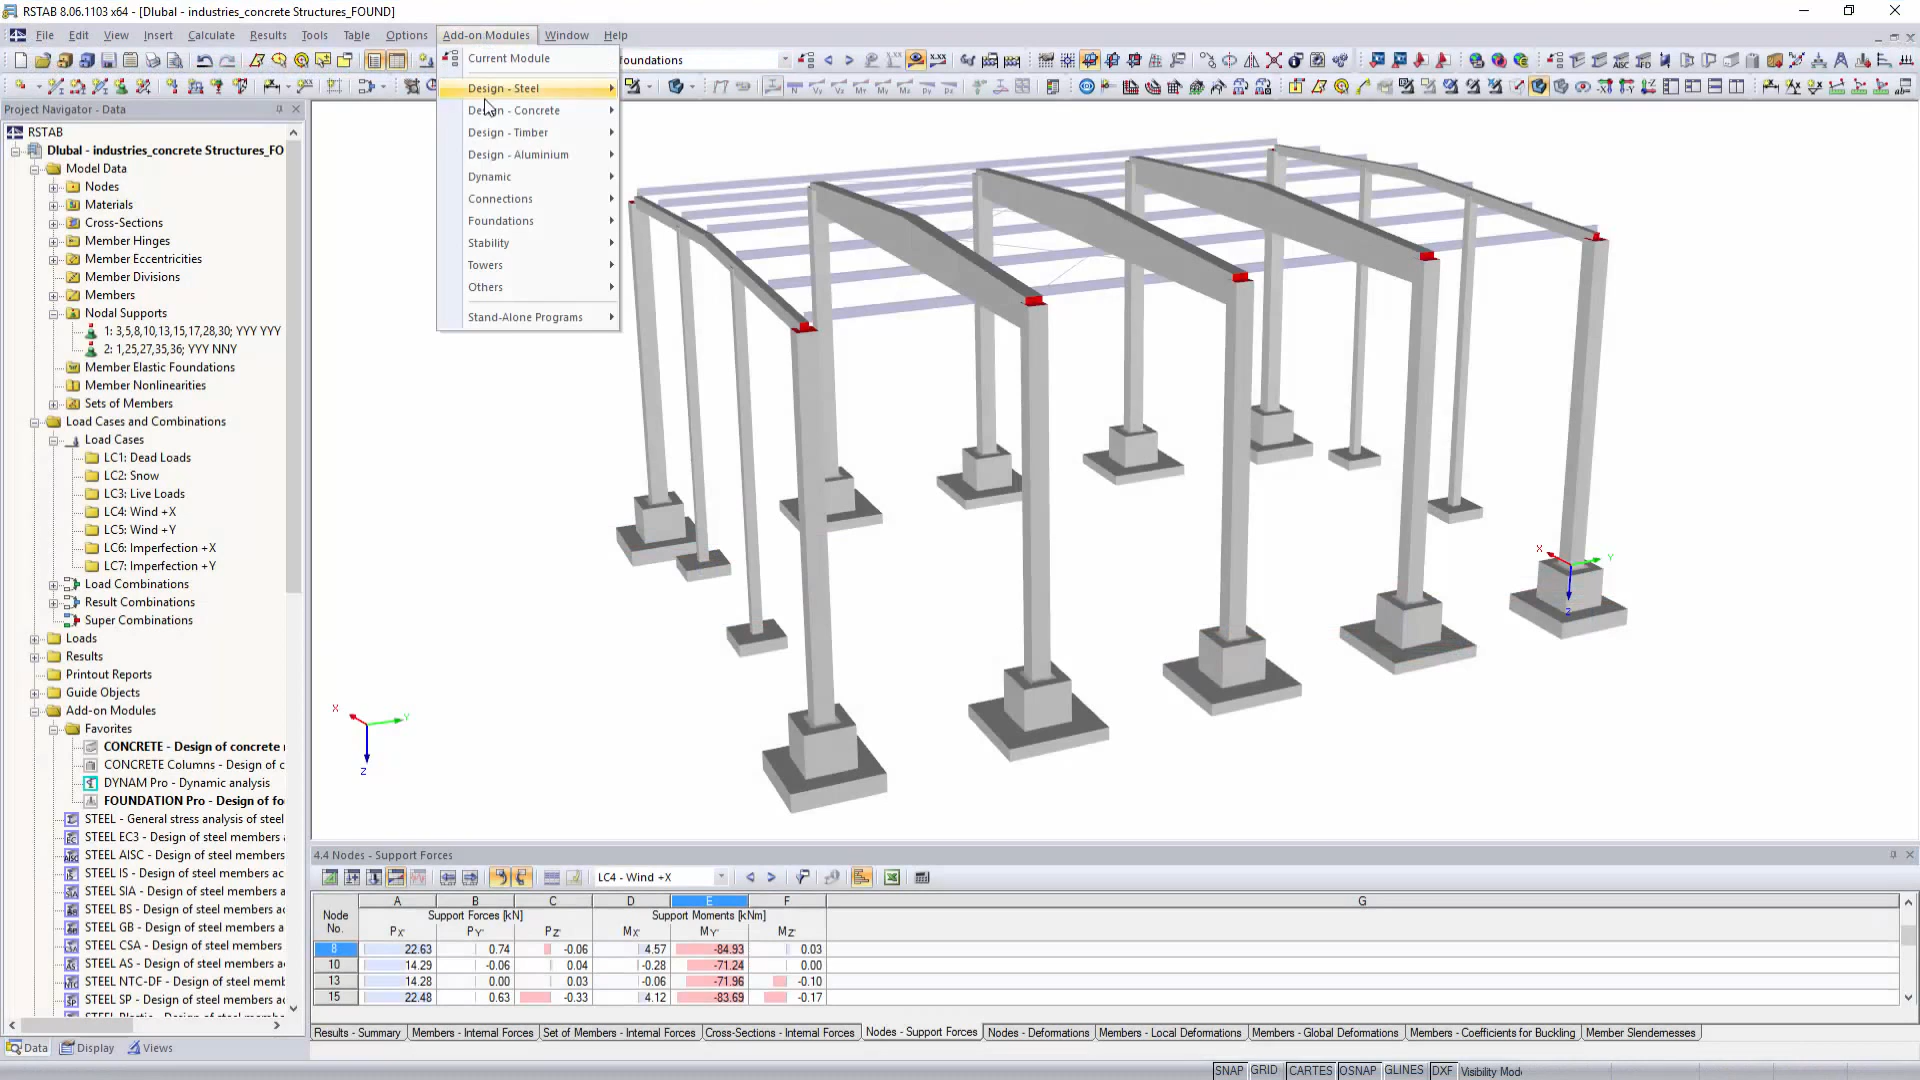 RSTAB 8.06.1103 x64 - [Dlubal - industries_concrete Structures_FOUND]
File Edit View Insert Calculate Results Tools Table Options Add-on Modules Window Help
Current Module
oundations
Design - Steel
Design - Concrete
Design - Timber
Design - Aluminium
Dynamic
Connections
Foundations
Stability
Towers
Others
Stand-Alone Programs
Project Navigator - Data
RSTAB
Dlubal - industries_concrete Structures_FO
Model Data
Nodes
Materials
Cross-Sections
Member Hinges
Member Eccentricities
Member Divisions
Members
Nodal Supports
1: 3,5,8,10,13,15,17,28,30; YYY YYY
2: 1,25,27,35,36; YYY NNY
Member Elastic Foundations
Member Nonlinearities
Sets of Members
Load Cases and Combinations
Load Cases
LC1: Dead Loads
LC2: Snow
LC3: Live Loads
LC4: Wind +X
LC5: Wind +Y
LC6: Imperfection +X
LC7: Imperfection +Y
Load Combinations
Result Combinations
Super Combinations
Loads
Results
Printout Reports
Guide Objects
Add-on Modules
Favorites
CONCRETE - Design of concrete
CONCRETE Columns - Design of c
DYNAM Pro - Dynamic analysis
FOUNDATION Pro - Design of fo
STEEL - General stress analysis of steel
STEEL EC3 - Design of steel members
STEEL AISC - Design of steel members
STEEL IS - Design of steel members ac
STEEL SIA - Design of steel members a
STEEL BS - Design of steel members a
STEEL GB - Design of steel members a
STEEL CSA - Design of steel members
STEEL AS - Design of steel members a
STEEL NTC-DF - Design of steel mem
STEEL SP - Design of steel members a
Data Display Views
X Y Z
X Y Z
4.4 Nodes - Support Forces
LC4 - Wind +X
A B C D E F G
Node No. Support Forces [kN] Support Moments [kNm]
PX' PY' PZ' MX' MY' MZ'
8 22.63 0.74 -0.06 4.57 -84.93 0.03
10 14.29 -0.06 0.04 -0.28 -71.24 0.00
13 14.28 0.00 0.03 -0.06 -71.96 -0.10
15 22.48 0.63 -0.33 4.12 -83.69 -0.17
Results - Summary Members - Internal Forces Set of Members - Internal Forces Cross-Sections - Internal Forces Nodes - Support Forces Nodes - Deformations Members - Local Deformations Members - Global Deformations Members - Coefficients for Buckling Member Slendernesses
SNAP GRID CARTES OSNAP GLINES DXF Visibility Mode